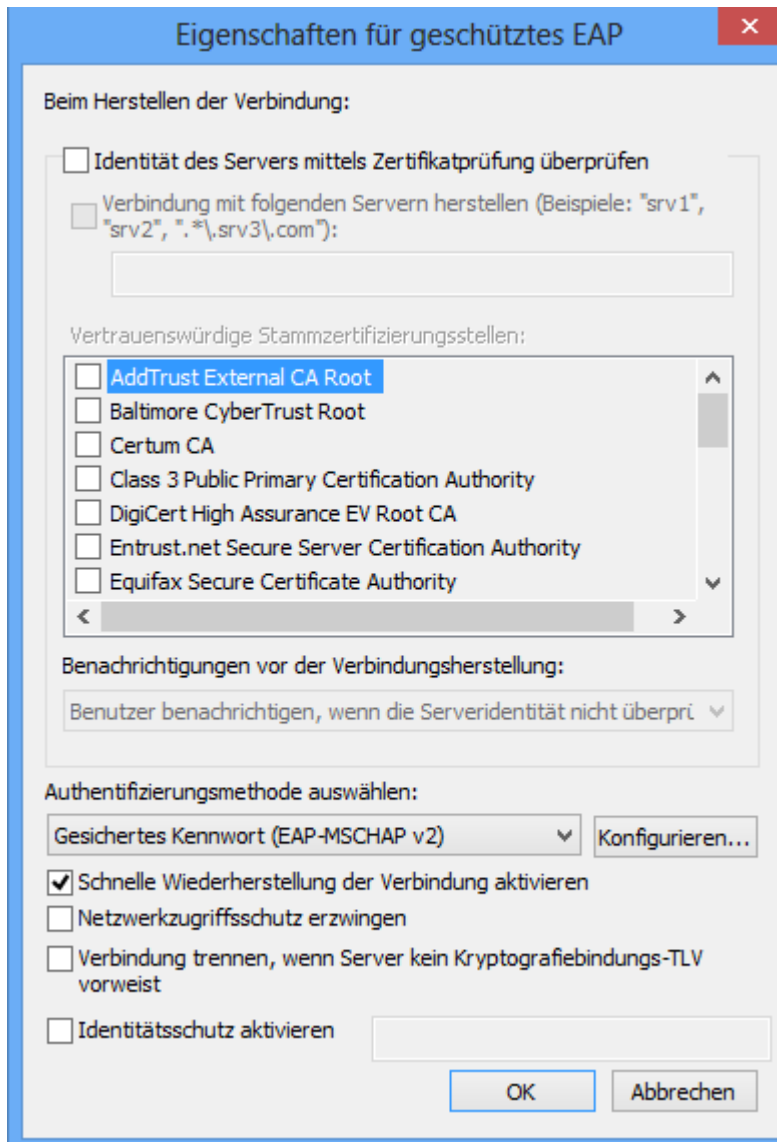 Eigenschaften für geschütztes EAP
Beim Herstellen der Verbindung:
Identität des Servers mittels Zertifikatprüfung überprüfen
Verbindung mit folgenden Servern herstellen (Beispiele: "srv1",
"srv2", ".*\.srv3\.com"):
Vertrauenswürdige Stammzertifizierungsstellen:
AddTrust External CA Root
Baltimore CyberTrust Root
Certum CA
Class 3 Public Primary Certification Authority
DigiCert High Assurance EV Root CA
Entrust.net Secure Server Certification Authority
Equifax Secure Certificate Authority
Benachrichtigungen vor der Verbindungsherstellung:
Benutzer benachrichtigen, wenn die Serveridentität nicht überprü
Authentifizierungsmethode auswählen:
Gesichertes Kennwort (EAP-MSCHAP v2) Konfigurieren...
Schnelle Wiederherstellung der Verbindung aktivieren
Netzwerkzugriffsschutz erzwingen
Verbindung trennen, wenn Server kein Kryptografiebindungs-TLV
vorweist
Identitätsschutz aktivieren
OK Abbrechen